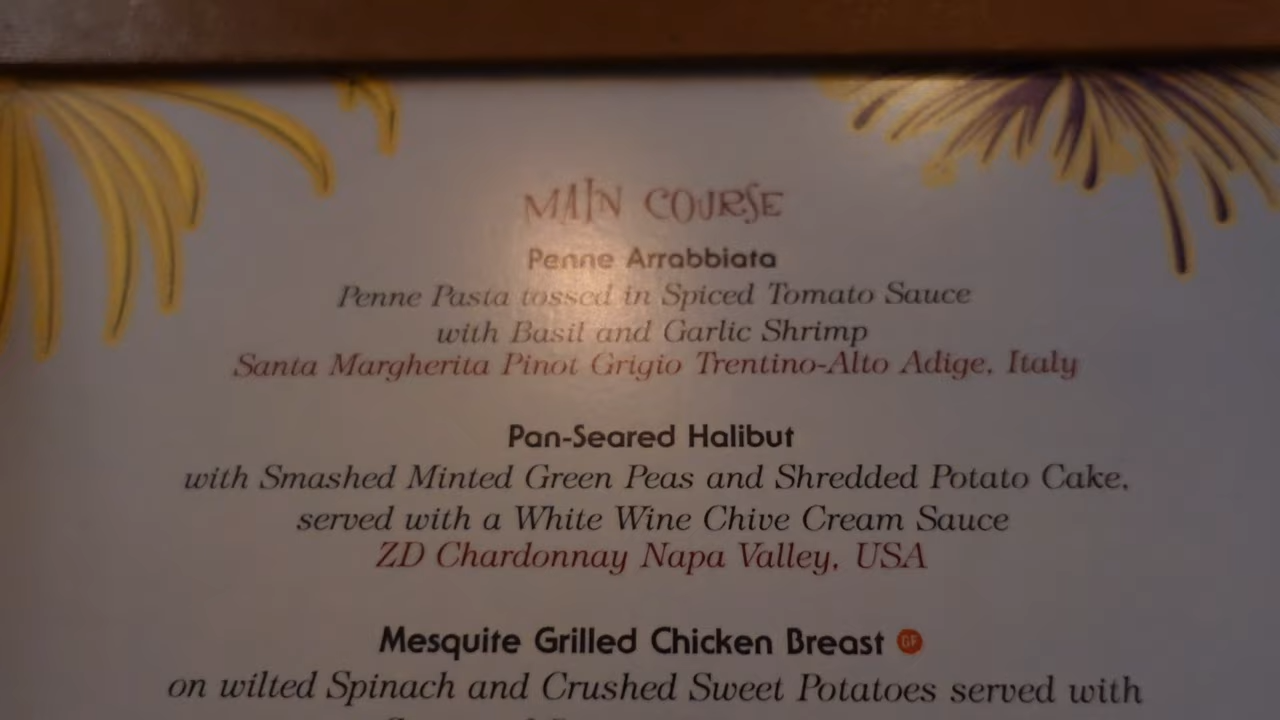 MAIN COURSE
Penne Arrabbiata
Penne Pasta tossed in Spiced Tomato Sauce
with Basil and Garlic Shrimp
Santa Margherita Pinot Grigio Trentino-Alto Adige, Italy
Pan-Seared Halibut
with Smashed Minted Green Peas and Shredded Potato Cake,
served with a White Wine Chive Cream Sauce
ZD Chardonnay Napa Valley, USA
Mesquite Grilled Chicken Breast GF
on wilted Spinach and Crushed Sweet Potatoes served with